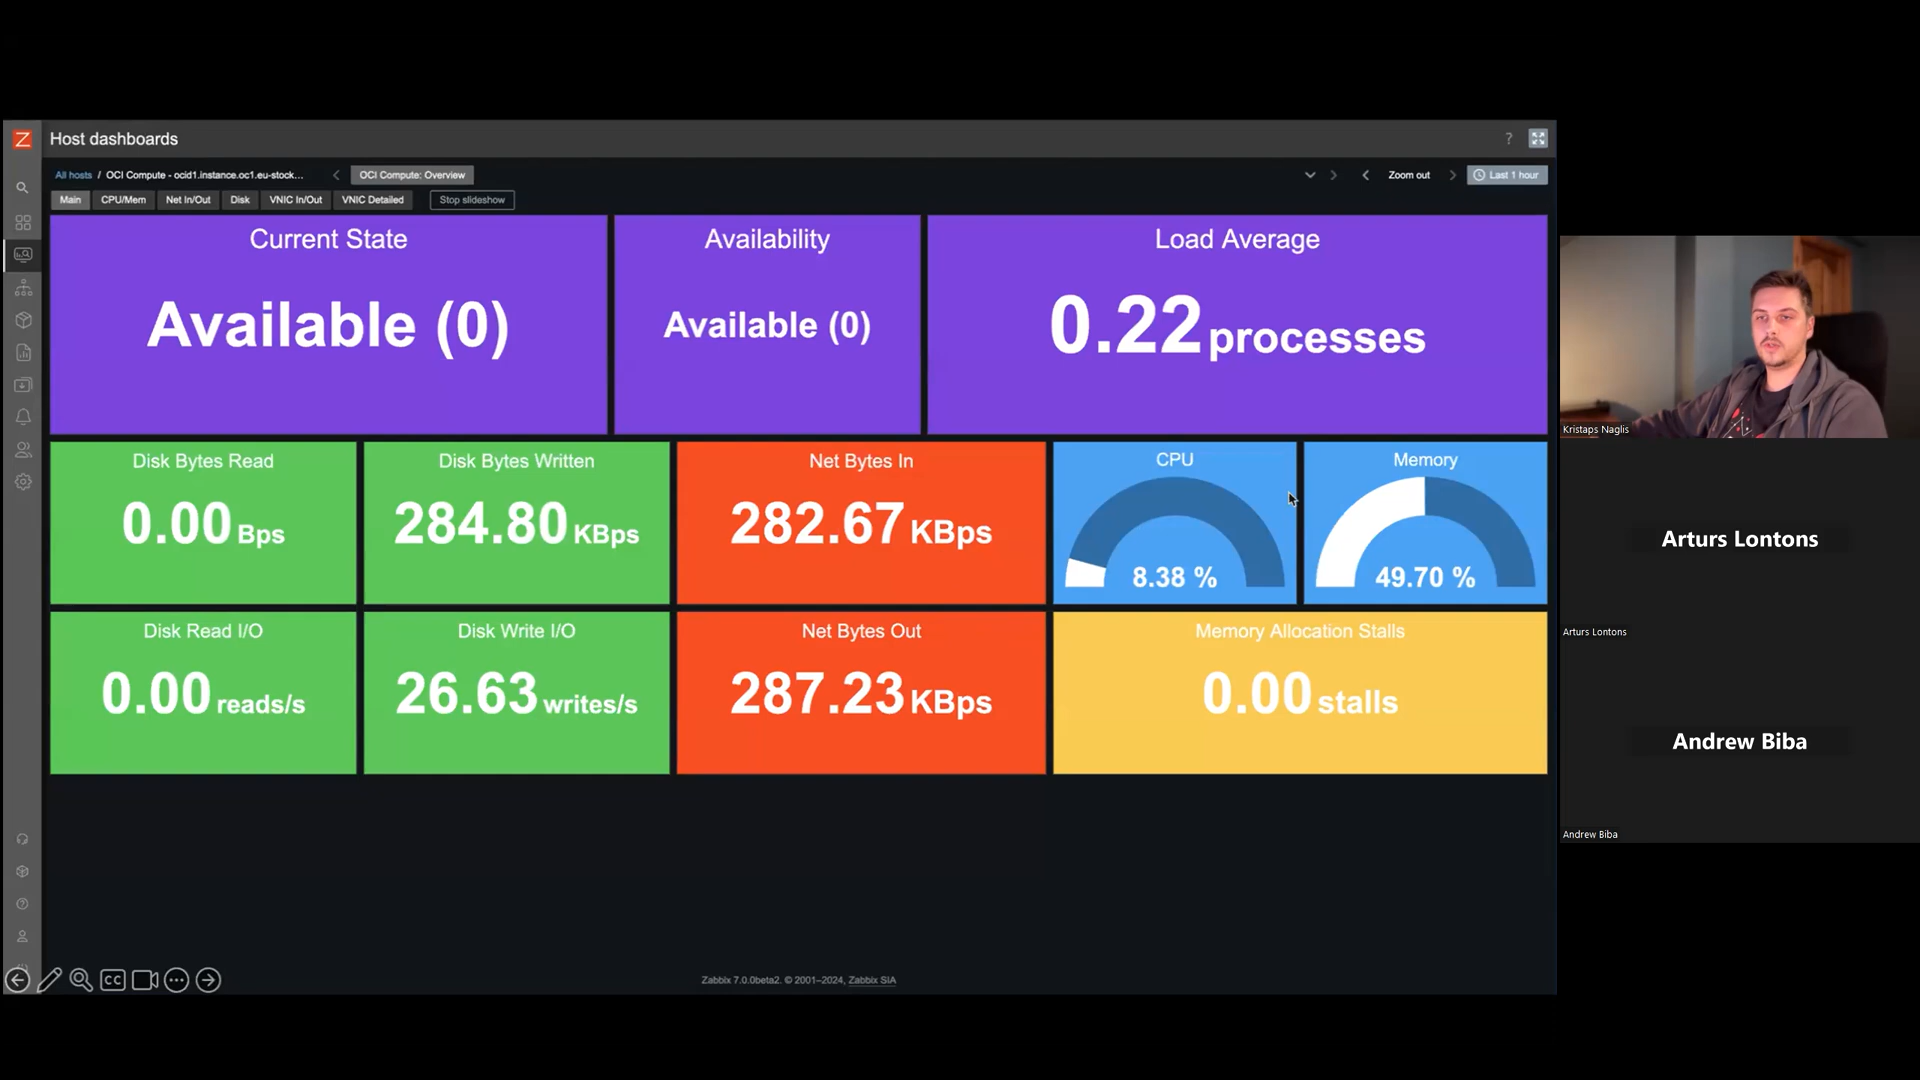 Z
Host dashboards
?
All hosts / OCI Compute - ocid1.instance.oc1.eu-stock...
OCI Compute: Overview
Zoom out
Last 1 hour
Main
CPU/Mem
Net In/Out
Disk
VNIC In/Out
VNIC Detailed
Stop slideshow
Current State
Available (0)
Availability
Available (0)
Load Average
0.22 processes
Disk Bytes Read
0.00 Bps
Disk Bytes Written
284.80 KBps
Net Bytes In
282.67 KBps
CPU
8.38 %
Memory
49.70 %
Disk Read I/O
0.00 reads/s
Disk Write I/O
26.63 writes/s
Net Bytes Out
287.23 KBps
Memory Allocation Stalls
0.00 stalls
CC
Zabbix 7.0.0beta2. © 2001–2024, Zabbix SIA
Kristaps Naglis
Arturs Lontons
Arturs Lontons
Andrew Biba
Andrew Biba